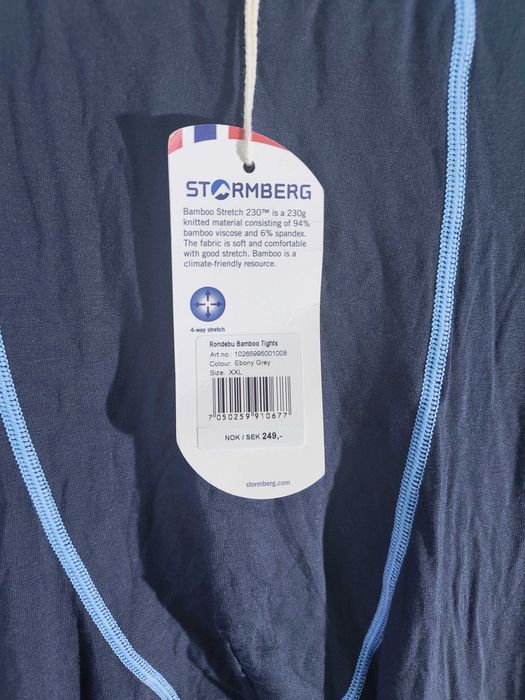 STORMBERG
Bamboo Stretch 230™ is a 230g
knitted material consisting of 94%
bamboo viscose and 6% spandex.
The fabric is soft and comfortable
with good stretch. Bamboo is a
climate-friendly resource.
4-way stretch
Rondebu Bamboo Tights
Art no. 10265995001008
Colour: Ebony Grey
Size: XXL
7 050259 910677
NOK / SEK 249,-
stormberg.com